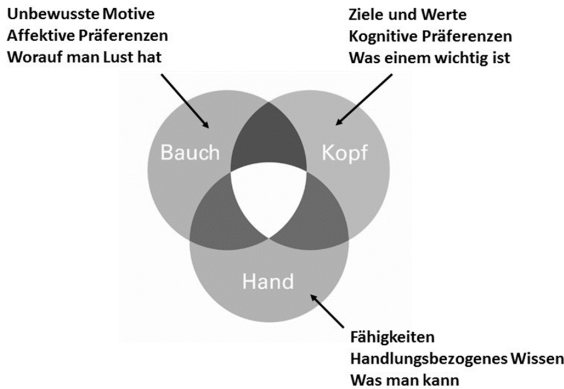 Unbewusste Motive
Affektive Präferenzen
Worauf man Lust hat
Ziele und Werte
Kognitive Präferenzen
Was einem wichtig ist
Bauch
Kopf
Hand
Fähigkeiten
Handlungsbezogenes Wissen
Was man kann